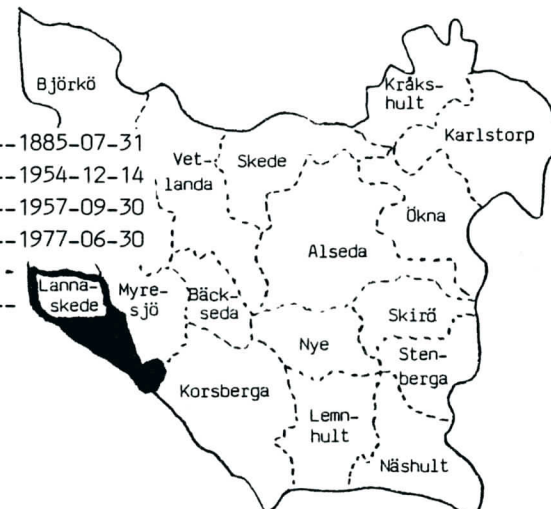 Björkö
Kråks-
hult
Karlstorp
--1885-07-31
--1954-12-14
--1957-09-30
--1977-06-30
-
--
Vet-
landa
Skede
Ökna
Alseda
Lanna-
skede
Myre-
sjö
Bäck-
seda
Skirö
Nye
Sten-
berga
Korsberga
Lemn-
hult
Näshult